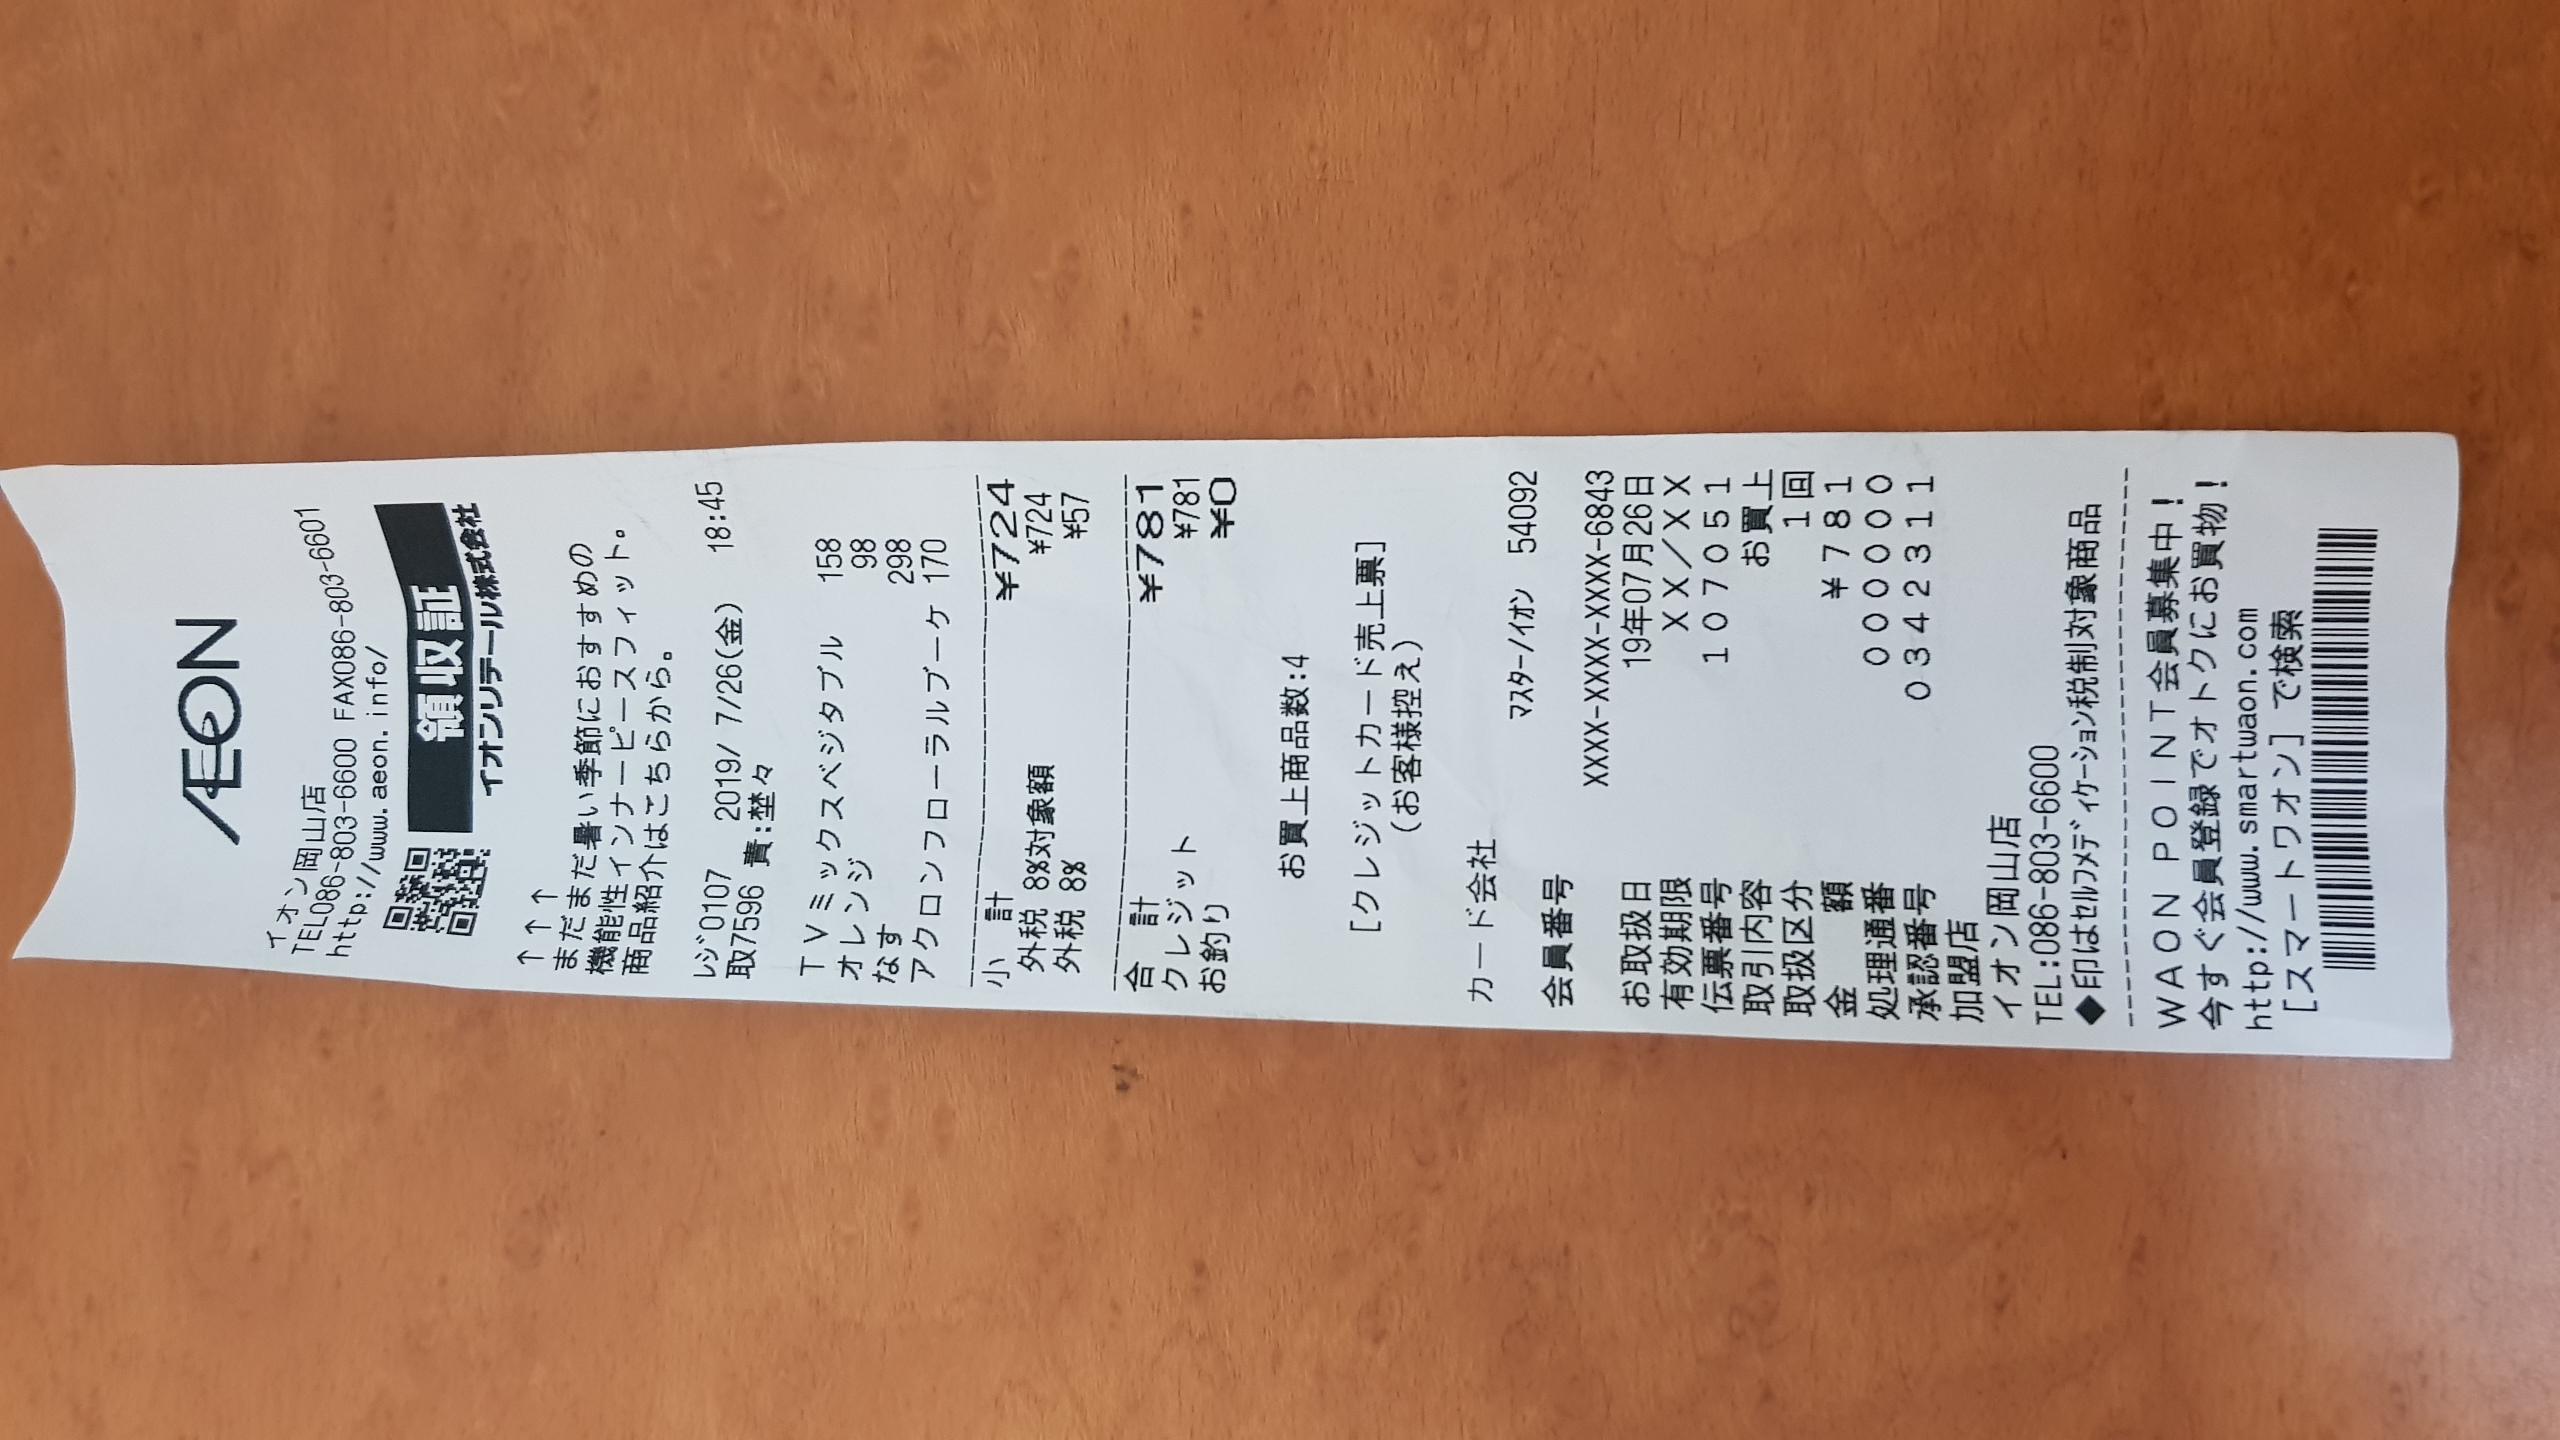 ÆON
イオン岡山店
TEL086-803-6600 FAX086-803-6601
http://www.aeon.info/
領収証
イオンリテール株式会社
↑↑↑
まだまだ暑い季節におすすめの
機能性インナーピースフィット。
商品紹介はこちらから。
ﾚｼﾞ0107 2019/ 7/26(金) 18:45
取7596 責:埜々
TVミックスベジタブル 158
オレンジ 98
なす 298
アクロンフローラルブーケ 170
小 計 ¥724
外税 8%対象額 ¥724
外税 8% ¥57
合 計 ¥781
クレジット ¥781
お釣り ¥0
お買上商品数:4
[クレジットカード売上票]
(お客様控え)
カード会社
ﾏｽﾀｰ/ｲｵﾝ 54092
会員番号
XXXX-XXXX-XXXX-6843
お取扱日 19年07月26日
有効期限 XX/XX
伝票番号 107051
取引内容 お買上
取扱区分 1回
金 額 ¥781
処理通番 000000
承認番号 0342311
加盟店
イオン岡山店
TEL:086-803-6600
◆印はｾﾙﾌﾒﾃﾞｨｹｰｼｮﾝ税制対象商品
WAON POINT会員募集中!
今すぐ会員登録でオトクにお買物!
http://www.smartwaon.com
[スマートワオン]で検索